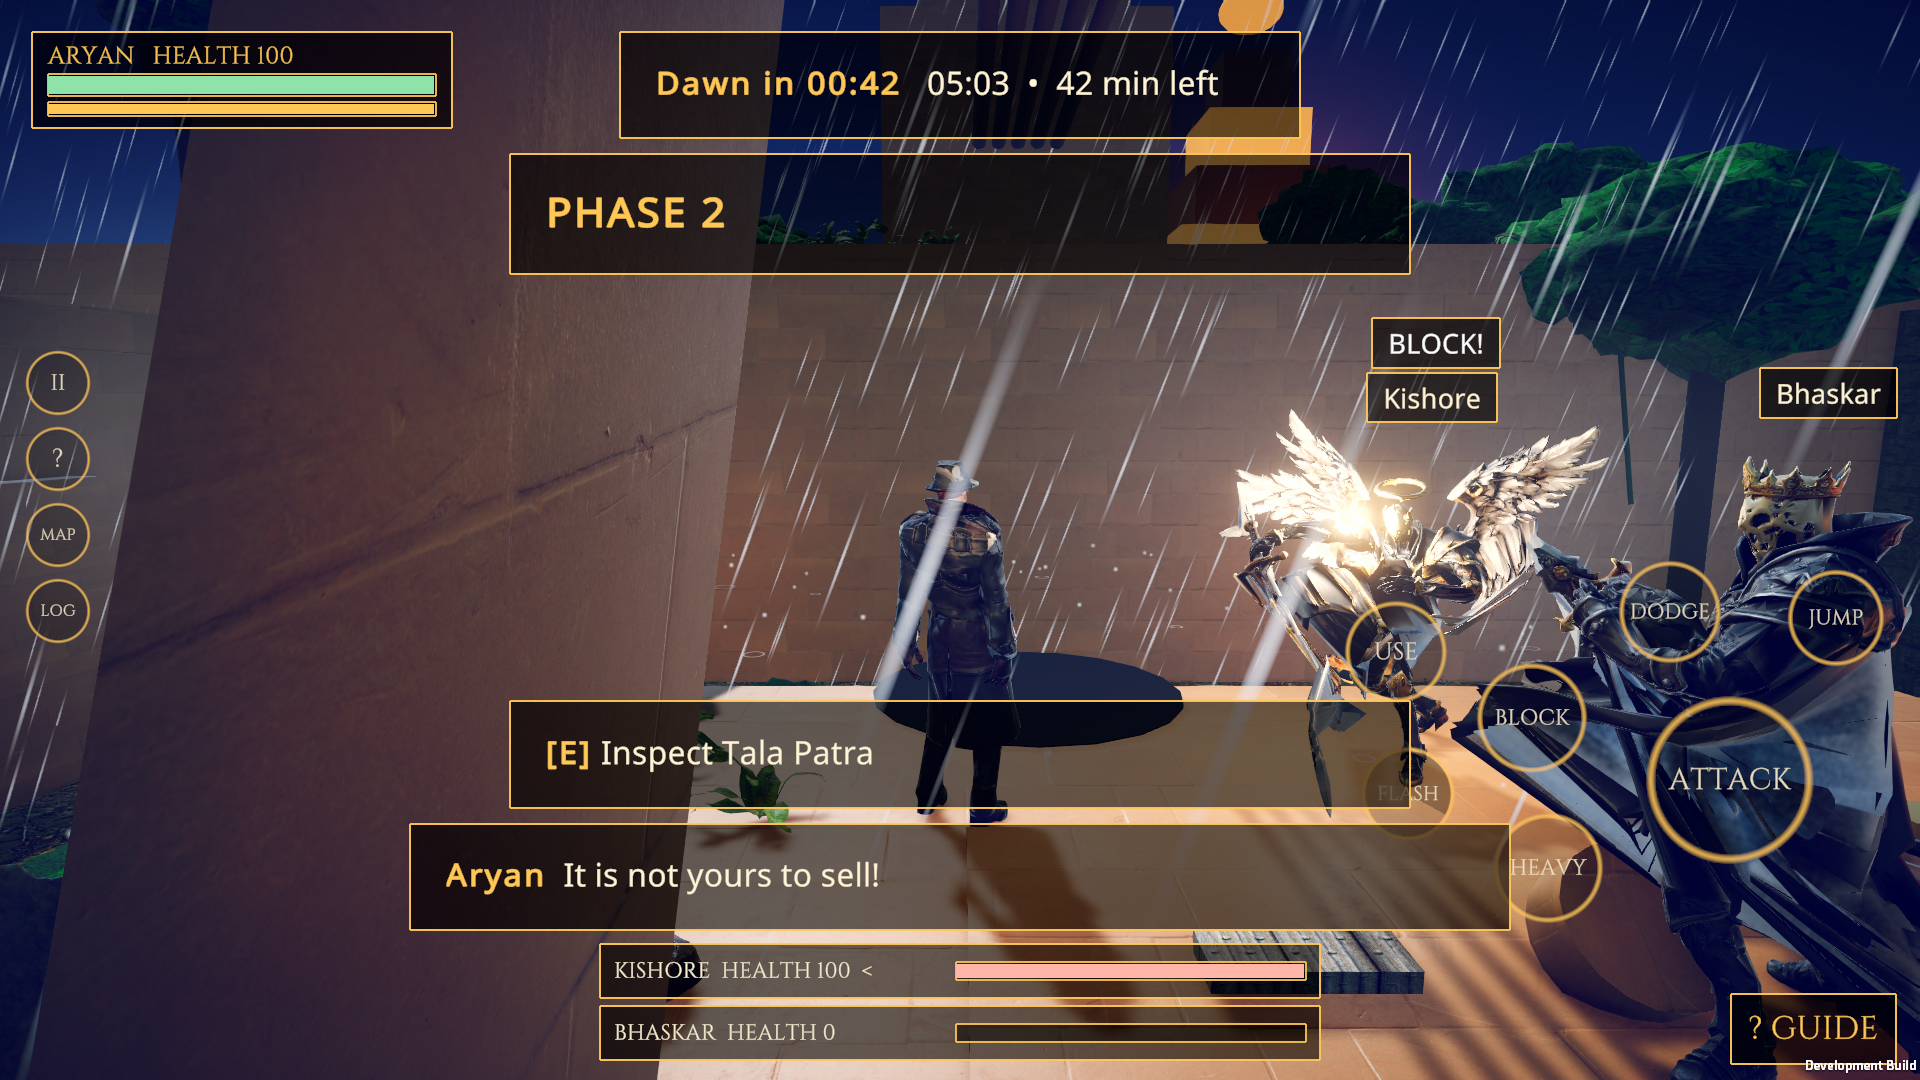 ARYAN HEALTH 100
Dawn in 00:42 05:03 • 42 min left
PHASE 2
BLOCK!
Kishore
Bhaskar
II
?
MAP
LOG
DODGE
JUMP
USE
BLOCK
ATTACK
FLASH
HEAVY
[E] Inspect Tala Patra
Aryan It is not yours to sell!
KISHORE HEALTH 100 <
BHASKAR HEALTH 0
? GUIDE
Development Build